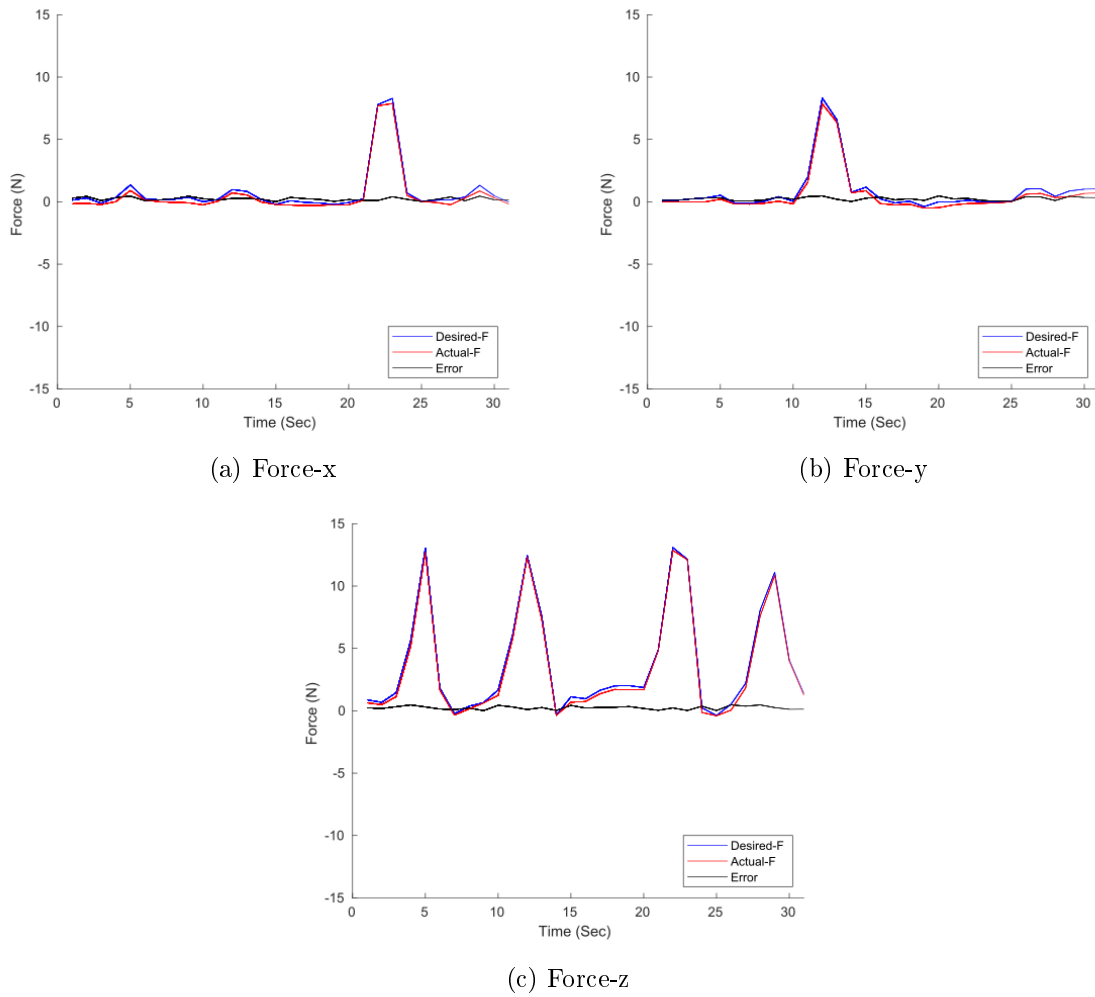 15
10
5
0
-5
-10
-15
Force (N)
0 5 10 15 20 25 30
Time (Sec)
Desired-F
Actual-F
Error
(a) Force-x
15
10
5
0
-5
-10
-15
Force (N)
0 5 10 15 20 25 30
Time (Sec)
Desired-F
Actual-F
Error
(b) Force-y
15
10
5
0
-5
-10
-15
Force (N)
0 5 10 15 20 25 30
Time (Sec)
Desired-F
Actual-F
Error
(c) Force-z